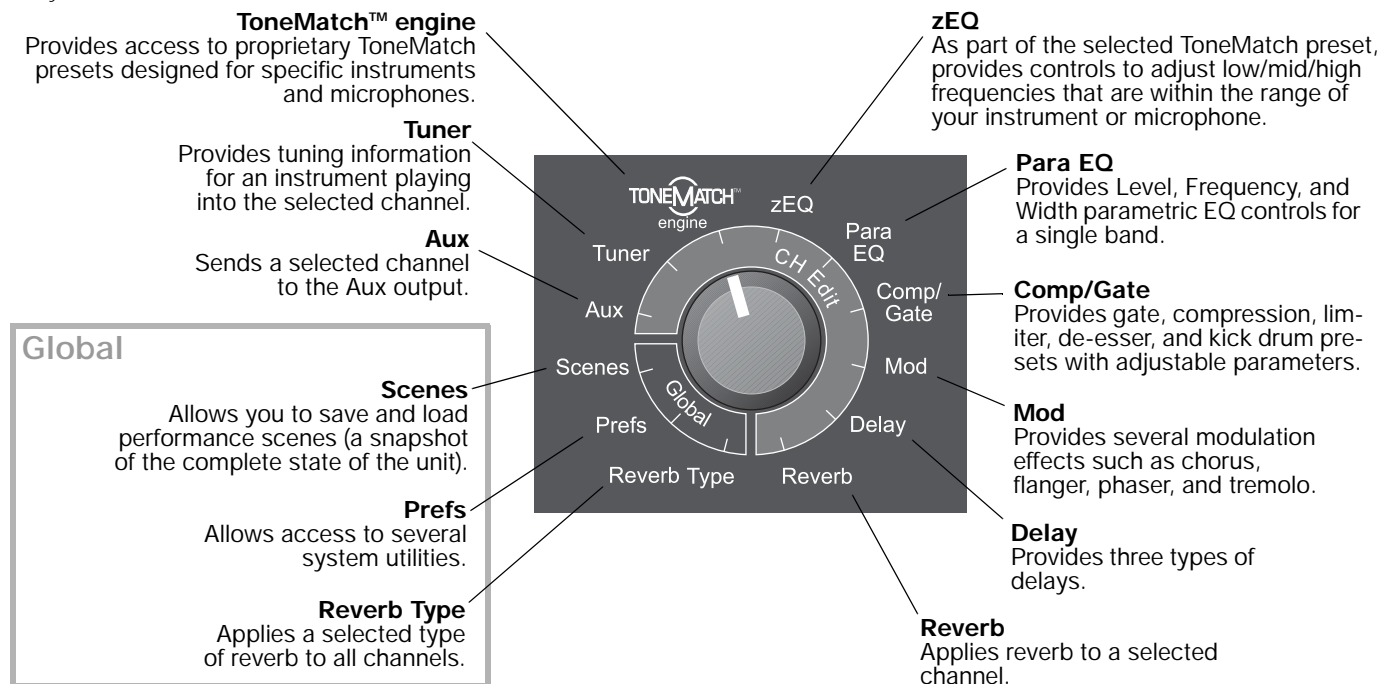 ToneMatch™ engine
Provides access to proprietary ToneMatch
presets designed for specific instruments
and microphones.
Tuner
Provides tuning information
for an instrument playing
into the selected channel.
Aux
Sends a selected channel
to the Aux output.
Global
Scenes
Allows you to save and load
performance scenes (a snapshot
of the complete state of the unit).
Prefs
Allows access to several
system utilities.
Reverb Type
Applies a selected type
of reverb to all channels.
TONEMATCH™
engine
zEQ
Para
EQ
Comp/
Gate
Mod
Delay
Reverb
Reverb Type
Prefs
Scenes
Aux
Tuner
CH Edit
Global
zEQ
As part of the selected ToneMatch preset,
provides controls to adjust low/mid/high
frequencies that are within the range of
your instrument or microphone.
Para EQ
Provides Level, Frequency, and
Width parametric EQ controls for
a single band.
Comp/Gate
Provides gate, compression, lim-
iter, de-esser, and kick drum pre-
sets with adjustable parameters.
Mod
Provides several modulation
effects such as chorus,
flanger, phaser, and tremolo.
Delay
Provides three types of
delays.
Reverb
Applies reverb to a selected
channel.